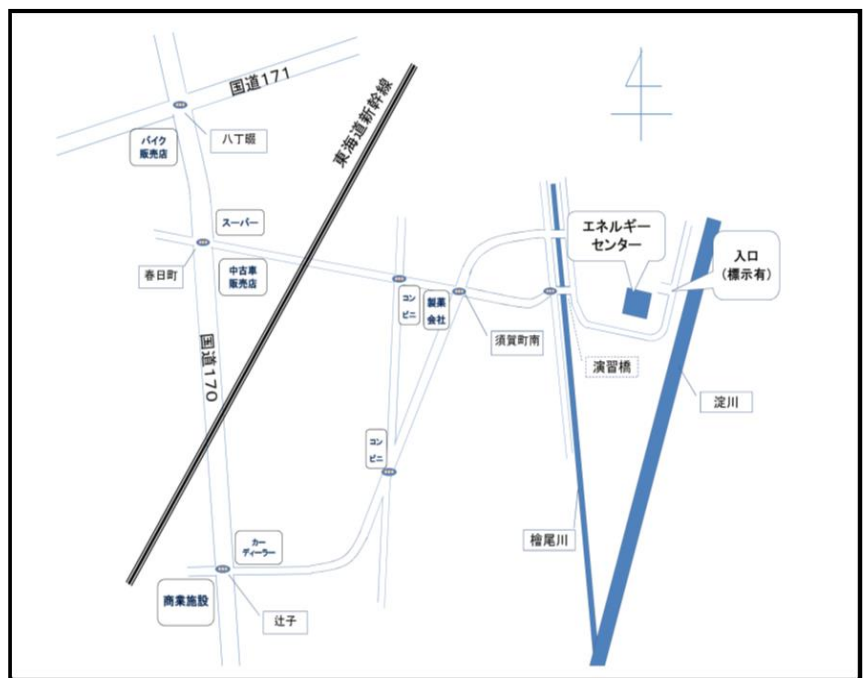 国道171
東海道新幹線
八丁畷
バイク
販売店
スーパー
エネルギー
センター
入口
(標示有)
春日町
中古車
販売店
コン
ビニ
製薬
会社
須賀町南
演習橋
国道170
淀川
コン
ビニ
檜尾川
カー
ディーラー
商業施設
辻子